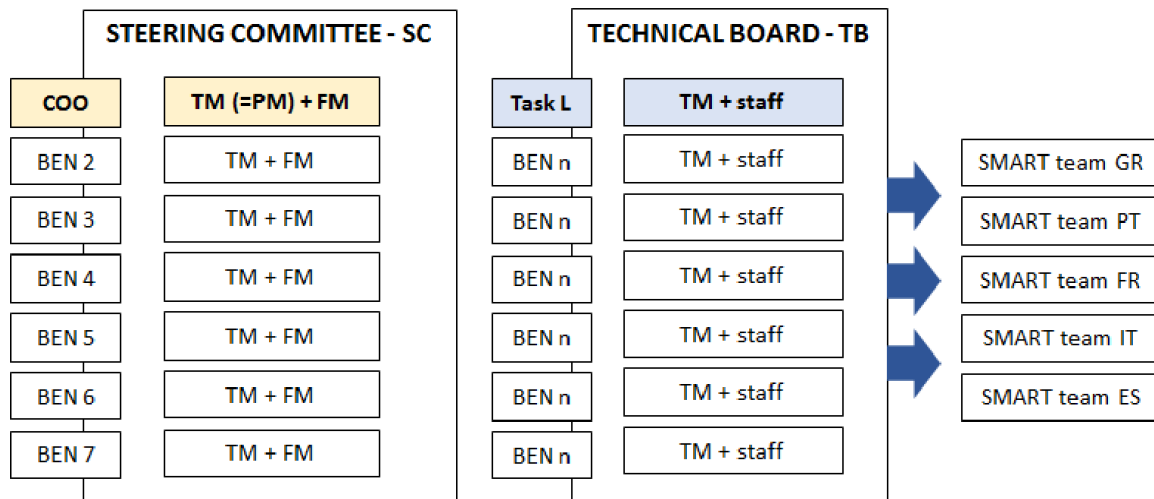 STEERING COMMITTEE - SC
COO
TM (=PM) + FM
BEN 2
TM + FM
BEN 3
TM + FM
BEN 4
TM + FM
BEN 5
TM + FM
BEN 6
TM + FM
BEN 7
TM + FM
TECHNICAL BOARD - TB
Task L
TM + staff
BEN n
TM + staff
BEN n
TM + staff
BEN n
TM + staff
BEN n
TM + staff
BEN n
TM + staff
BEN n
TM + staff
SMART team GR
SMART team PT
SMART team FR
SMART team IT
SMART team ES